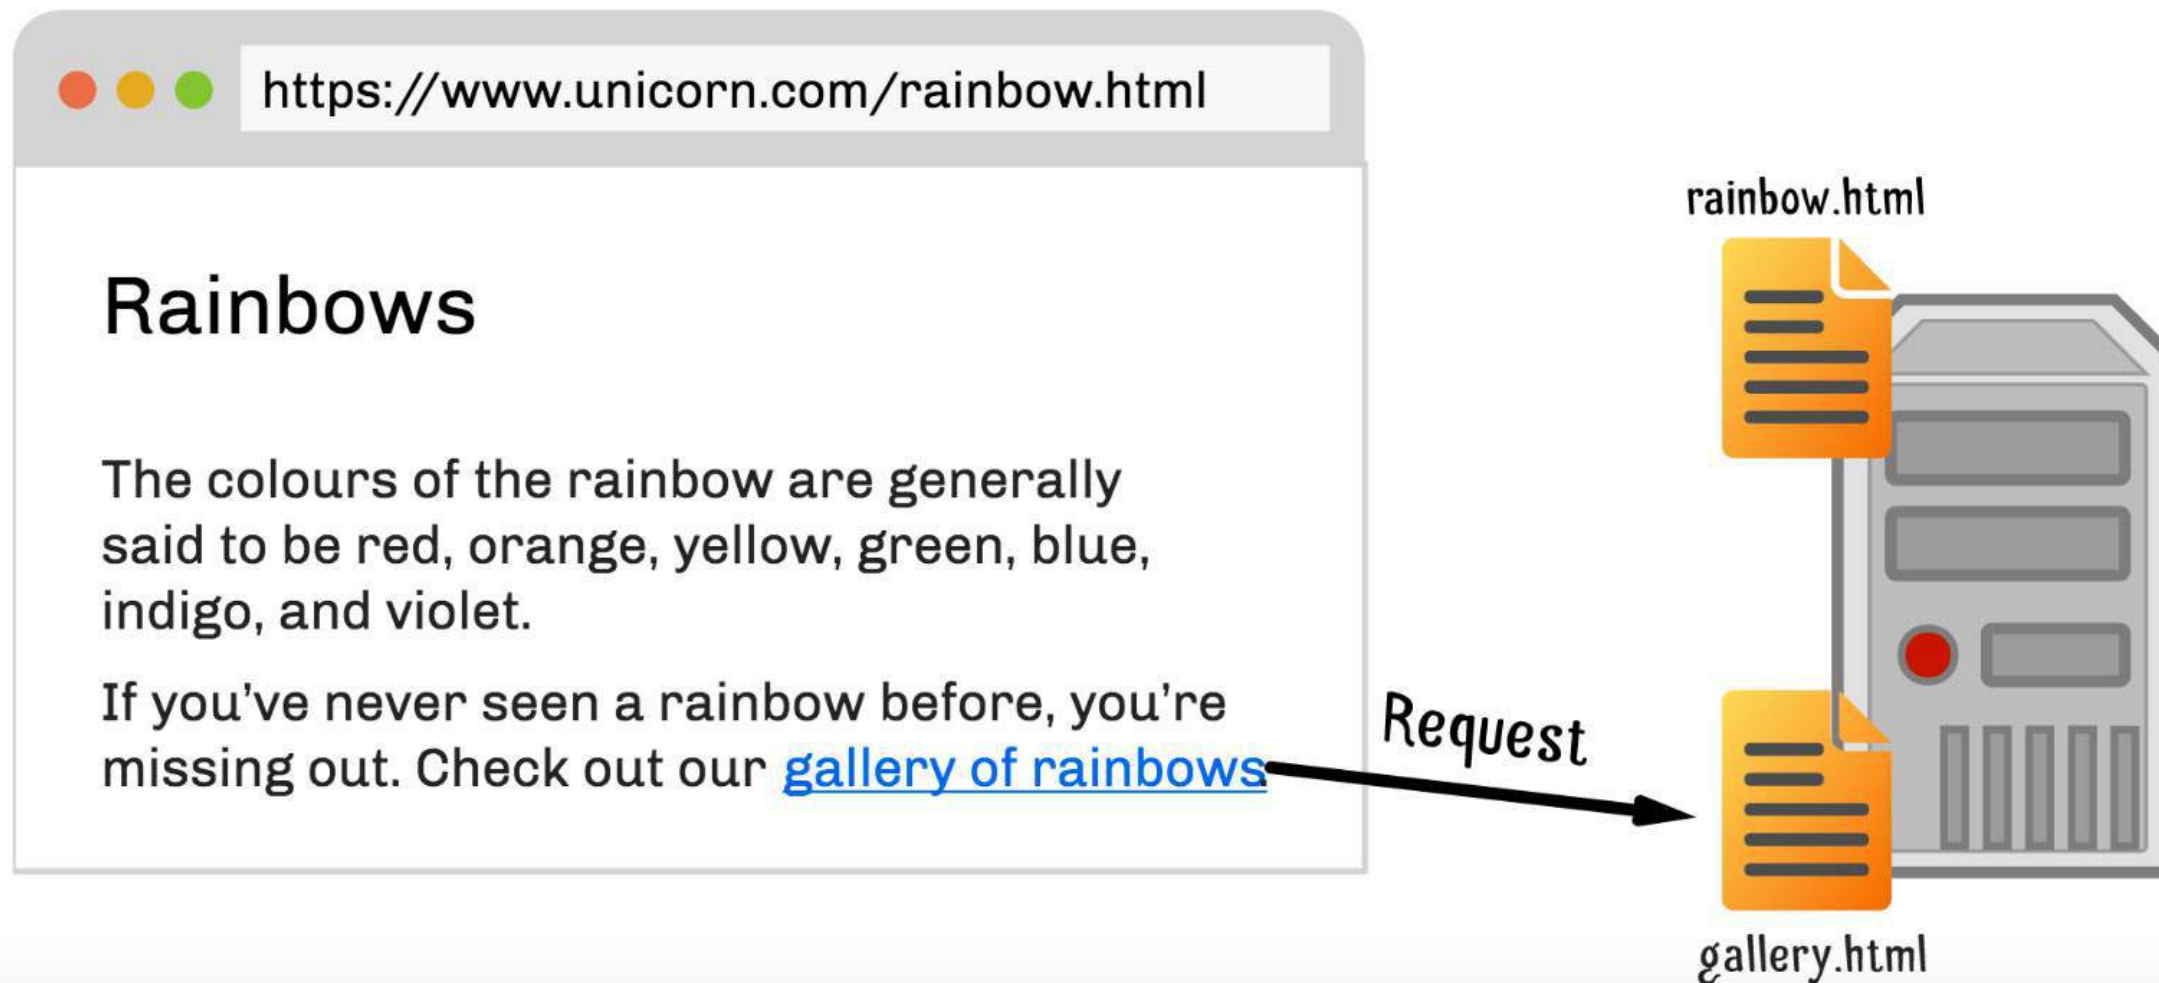 https://www.unicorn.com/rainbow.html
Rainbows
The colours of the rainbow are generally
said to be red, orange, yellow, green, blue,
indigo, and violet.
If you’ve never seen a rainbow before, you’re
missing out. Check out our gallery of rainbows.
Request
rainbow.html
gallery.html